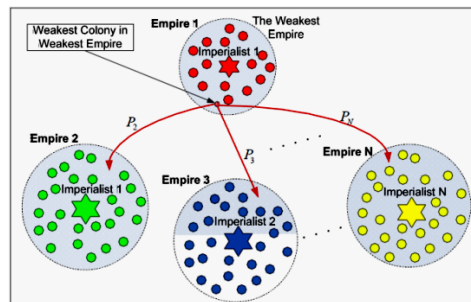 Empire 1
The Weakest
Empire
Weakest Colony in
Weakest Empire
Imperialist 1
P2
P3
PN
Empire 2
Imperialist 1
Empire 3
Imperialist 2
Empire N
Imperialist N